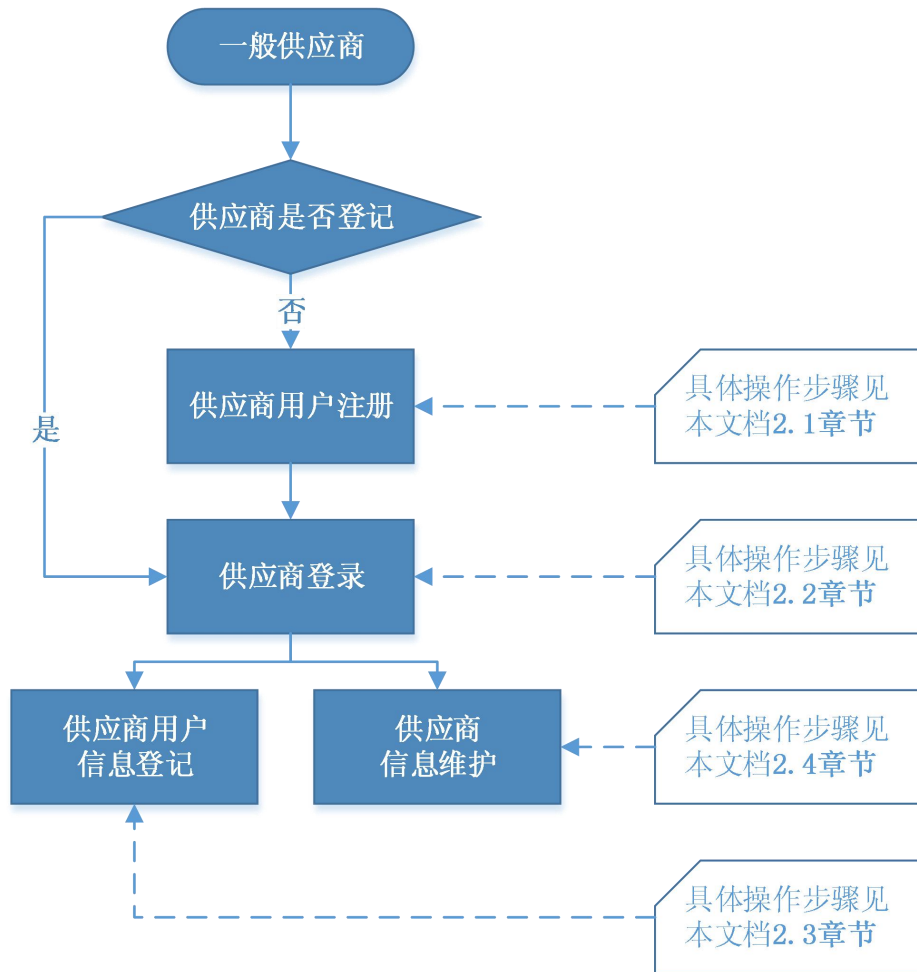 一般供应商
供应商是否登记
否
是
供应商用户注册
具体操作步骤见
本文档2.1章节
供应商登录
具体操作步骤见
本文档2.2章节
供应商用户
信息登记
供应商
信息维护
具体操作步骤见
本文档2.4章节
具体操作步骤见
本文档2.3章节